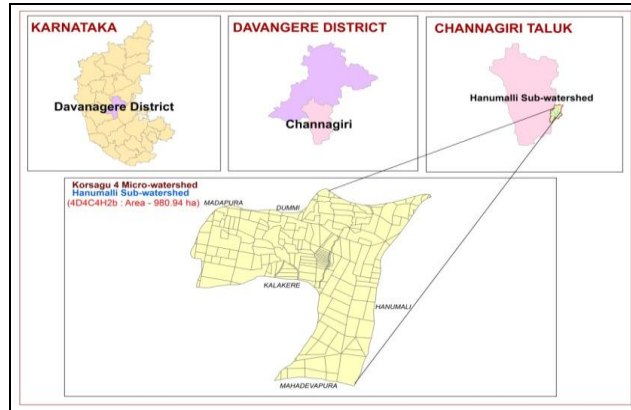 KARNATAKA
Davanagere District
DAVANGERE DISTRICT
Channagiri
CHANNAGIRI TALUK
Hanumalli Sub-watershed
Korsagu 4 Micro-watershed
Hanumalli Sub-watershed
(4D4C4H2b : Area - 980.94 ha)
MADAPURA
DUMMI
KALAKERE
HANUMALI
MAHADEVAPURA